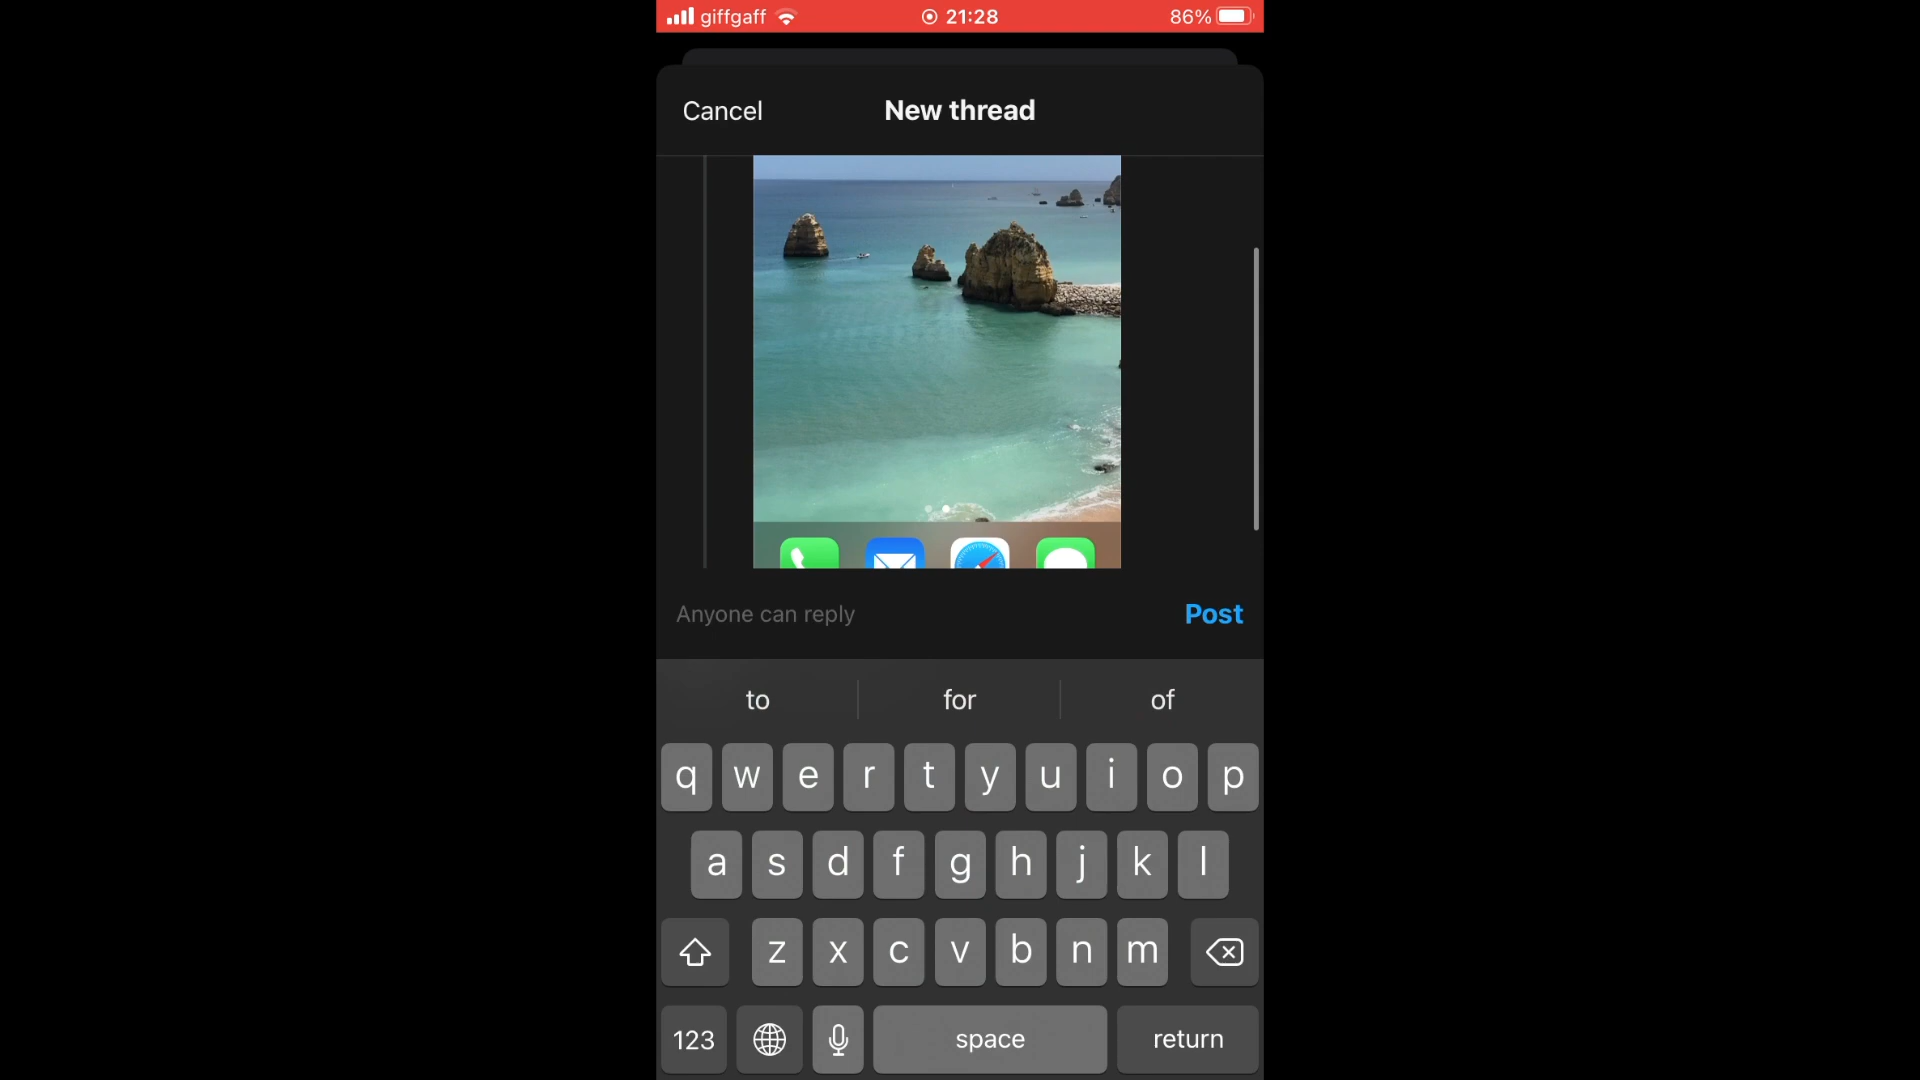 giffgaff 21:28 86%
Cancel New thread
Anyone can reply Post
to for of
q w e r t y u i o p
a s d f g h j k l
z x c v b n m
123 space return